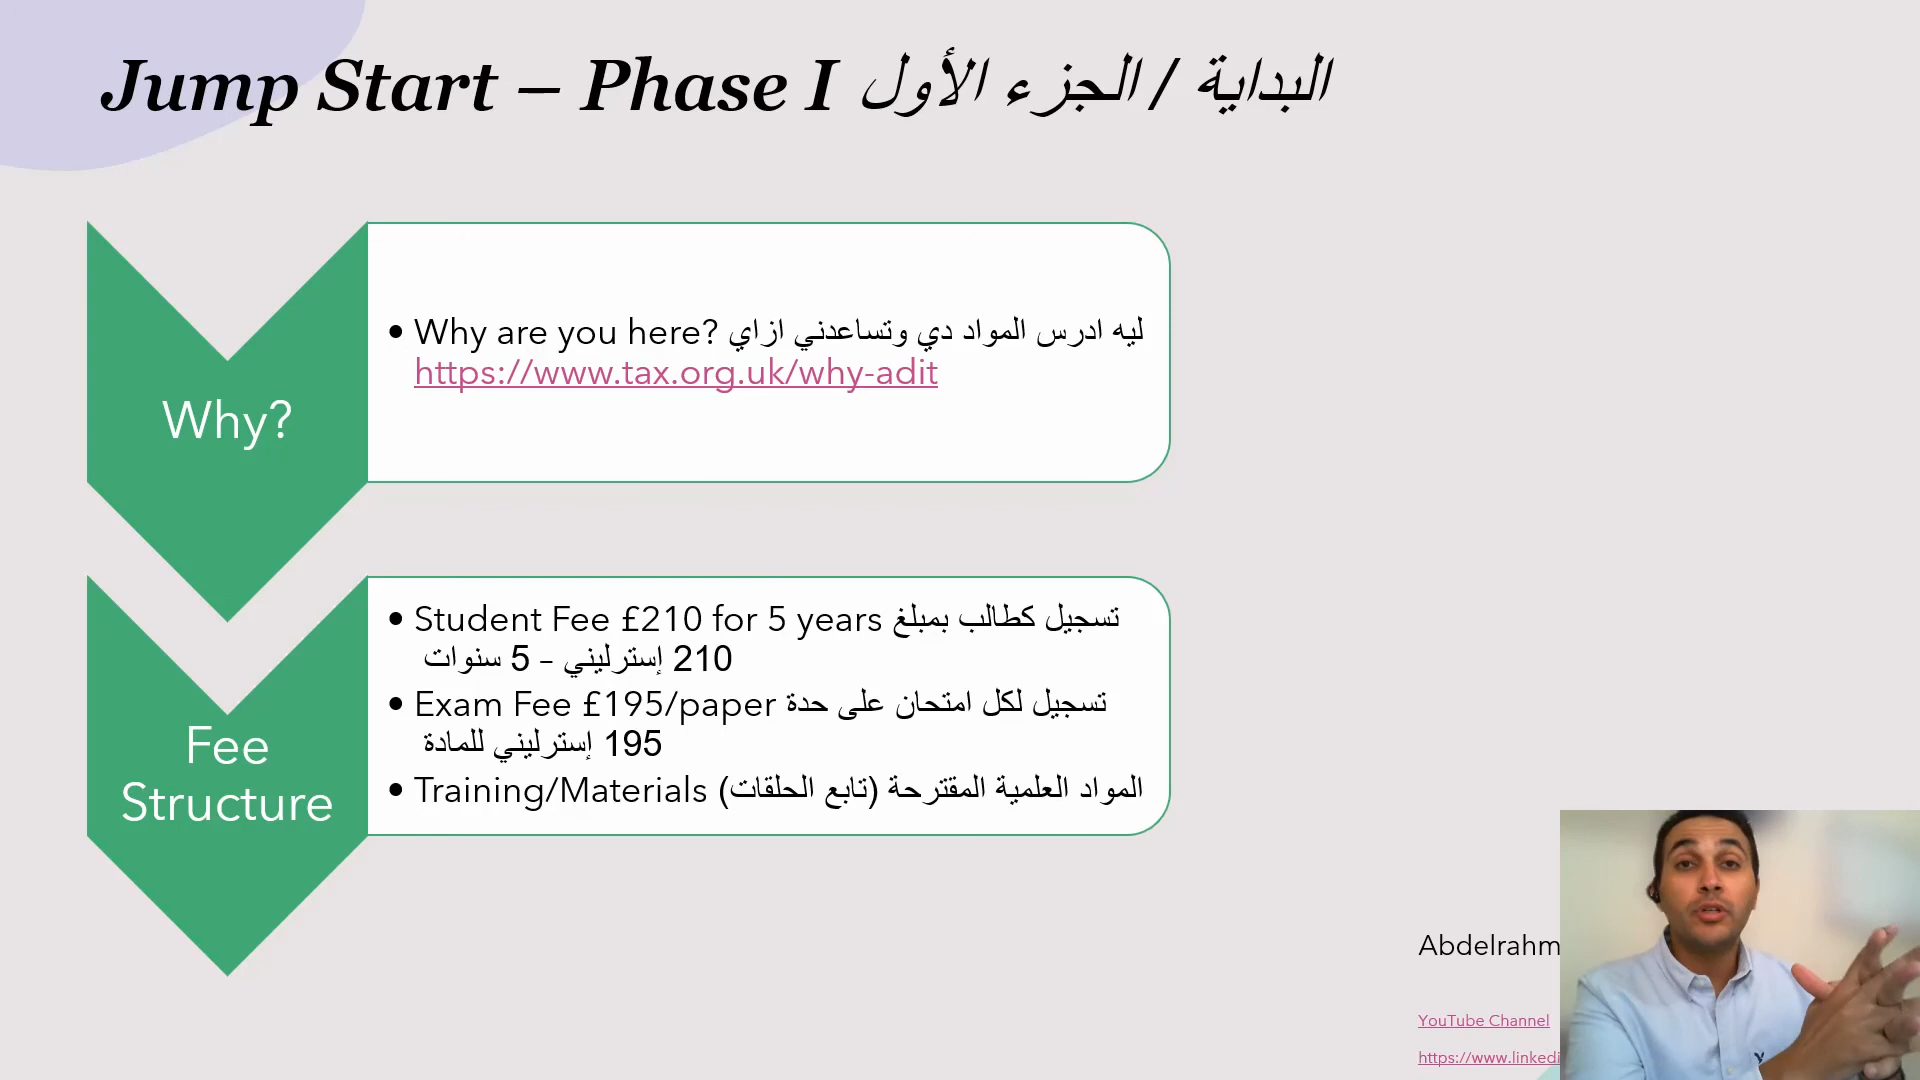 Jump Start – Phase I البداية / الجزء الأول
Why?
• Why are you here? ليه ادرس المواد دي وتساعدني ازاي
https://www.tax.org.uk/why-adit
Fee
Structure
• Student Fee £210 for 5 years تسجيل كطالب بمبلغ
210 إسترليني – 5 سنوات
• Exam Fee £195/paper تسجيل لكل امتحان على حدة
195 إسترليني للمادة
• Training/Materials المواد العلمية المقترحة (تابع الحلقات)
Abdelrahm
YouTube Channel
https://www.linkedi